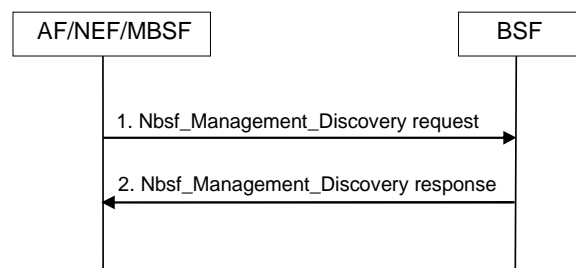 AF/NEF/MBSF
BSF
1. Nbsf_Management_Discovery request
2. Nbsf_Management_Discovery response